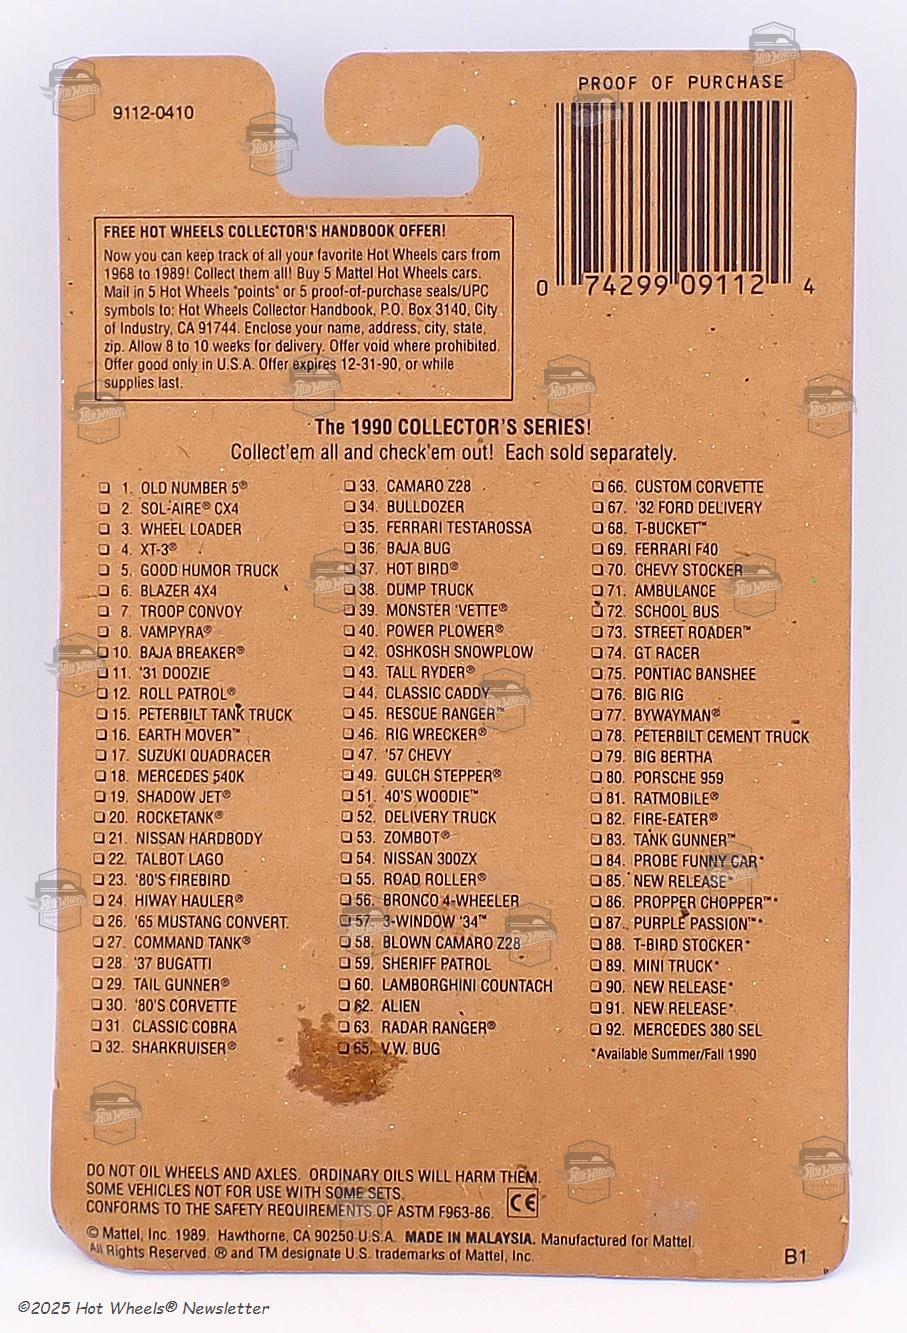 9112-0410
PROOF OF PURCHASE
0 74299 09112 4
FREE HOT WHEELS COLLECTOR'S HANDBOOK OFFER!
Now you can keep track of all your favorite Hot Wheels cars from
1968 to 1989! Collect them all! Buy 5 Mattel Hot Wheels cars.
Mail in 5 Hot Wheels "points" or 5 proof-of-purchase seals/UPC
symbols to: Hot Wheels Collector Handbook, P.O. Box 3140, City
of Industry, CA 91744. Enclose your name, address, city, state,
zip. Allow 8 to 10 weeks for delivery. Offer void where prohibited.
Offer good only in U.S.A. Offer expires 12-31-90, or while
supplies last.
The 1990 COLLECTOR'S SERIES!
Collect'em all and check'em out! Each sold separately.
❏ 1. OLD NUMBER 5®
❏ 2. SOL-AIRE® CX4
❏ 3. WHEEL LOADER
❏ 4. XT-3®
❏ 5. GOOD HUMOR TRUCK
❏ 6. BLAZER 4X4
❏ 7. TROOP CONVOY
❏ 8. VAMPYRA®
❏ 10. BAJA BREAKER®
❏ 11. '31 DOOZIE
❏ 12. ROLL PATROL®
❏ 15. PETERBILT TANK TRUCK
❏ 16. EARTH MOVER™
❏ 17. SUZUKI QUADRACER
❏ 18. MERCEDES 540K
❏ 19. SHADOW JET®
❏ 20. ROCKETANK®
❏ 21. NISSAN HARDBODY
❏ 22. TALBOT LAGO
❏ 23. '80'S FIREBIRD
❏ 24. HIWAY HAULER®
❏ 26. '65 MUSTANG CONVERT.
❏ 27. COMMAND TANK®
❏ 28. '37 BUGATTI
❏ 29. TAIL GUNNER®
❏ 30. '80'S CORVETTE
❏ 31. CLASSIC COBRA
❏ 32. SHARKRUISER®
❏ 33. CAMARO Z28
❏ 34. BULLDOZER
❏ 35. FERRARI TESTAROSSA
❏ 36. BAJA BUG
❏ 37. HOT BIRD®
❏ 38. DUMP TRUCK
❏ 39. MONSTER 'VETTE®
❏ 40. POWER PLOWER®
❏ 42. OSHKOSH SNOWPLOW
❏ 43. TALL RYDER®
❏ 44. CLASSIC CADDY
❏ 45. RESCUE RANGER™
❏ 46. RIG WRECKER®
❏ 47. '57 CHEVY
❏ 49. GULCH STEPPER®
❏ 51. 40'S WOODIE™
❏ 52. DELIVERY TRUCK
❏ 53. ZOMBOT®
❏ 54. NISSAN 300ZX
❏ 55. ROAD ROLLER®
❏ 56. BRONCO 4-WHEELER
❏ 57. 3-WINDOW '34™
❏ 58. BLOWN CAMARO Z28
❏ 59. SHERIFF PATROL
❏ 60. LAMBORGHINI COUNTACH
❏ 62. ALIEN
❏ 63. RADAR RANGER®
❏ 65. V.W. BUG
❏ 66. CUSTOM CORVETTE
❏ 67. '32 FORD DELIVERY
❏ 68. T-BUCKET™
❏ 69. FERRARI F40
❏ 70. CHEVY STOCKER
❏ 71. AMBULANCE
❏ 72. SCHOOL BUS
❏ 73. STREET ROADER™
❏ 74. GT RACER
❏ 75. PONTIAC BANSHEE
❏ 76. BIG RIG
❏ 77. BYWAYMAN®
❏ 78. PETERBILT CEMENT TRUCK
❏ 79. BIG BERTHA
❏ 80. PORSCHE 959
❏ 81. RATMOBILE®
❏ 82. FIRE-EATER®
❏ 83. TANK GUNNER™
❏ 84. PROBE FUNNY CAR*
❏ 85. NEW RELEASE*
❏ 86. PROPPER CHOPPER™*
❏ 87. PURPLE PASSION™*
❏ 88. T-BIRD STOCKER*
❏ 89. MINI TRUCK*
❏ 90. NEW RELEASE*
❏ 91. NEW RELEASE*
❏ 92. MERCEDES 380 SEL
*Available Summer/Fall 1990
DO NOT OIL WHEELS AND AXLES. ORDINARY OILS WILL HARM THEM.
SOME VEHICLES NOT FOR USE WITH SOME SETS.
CONFORMS TO THE SAFETY REQUIREMENTS OF ASTM F963-86. CE
© Mattel, Inc. 1989. Hawthorne, CA 90250 U.S.A. MADE IN MALAYSIA. Manufactured for Mattel.
All Rights Reserved. ® and TM designate U.S. trademarks of Mattel, Inc.
B1
©2025 Hot Wheels® Newsletter